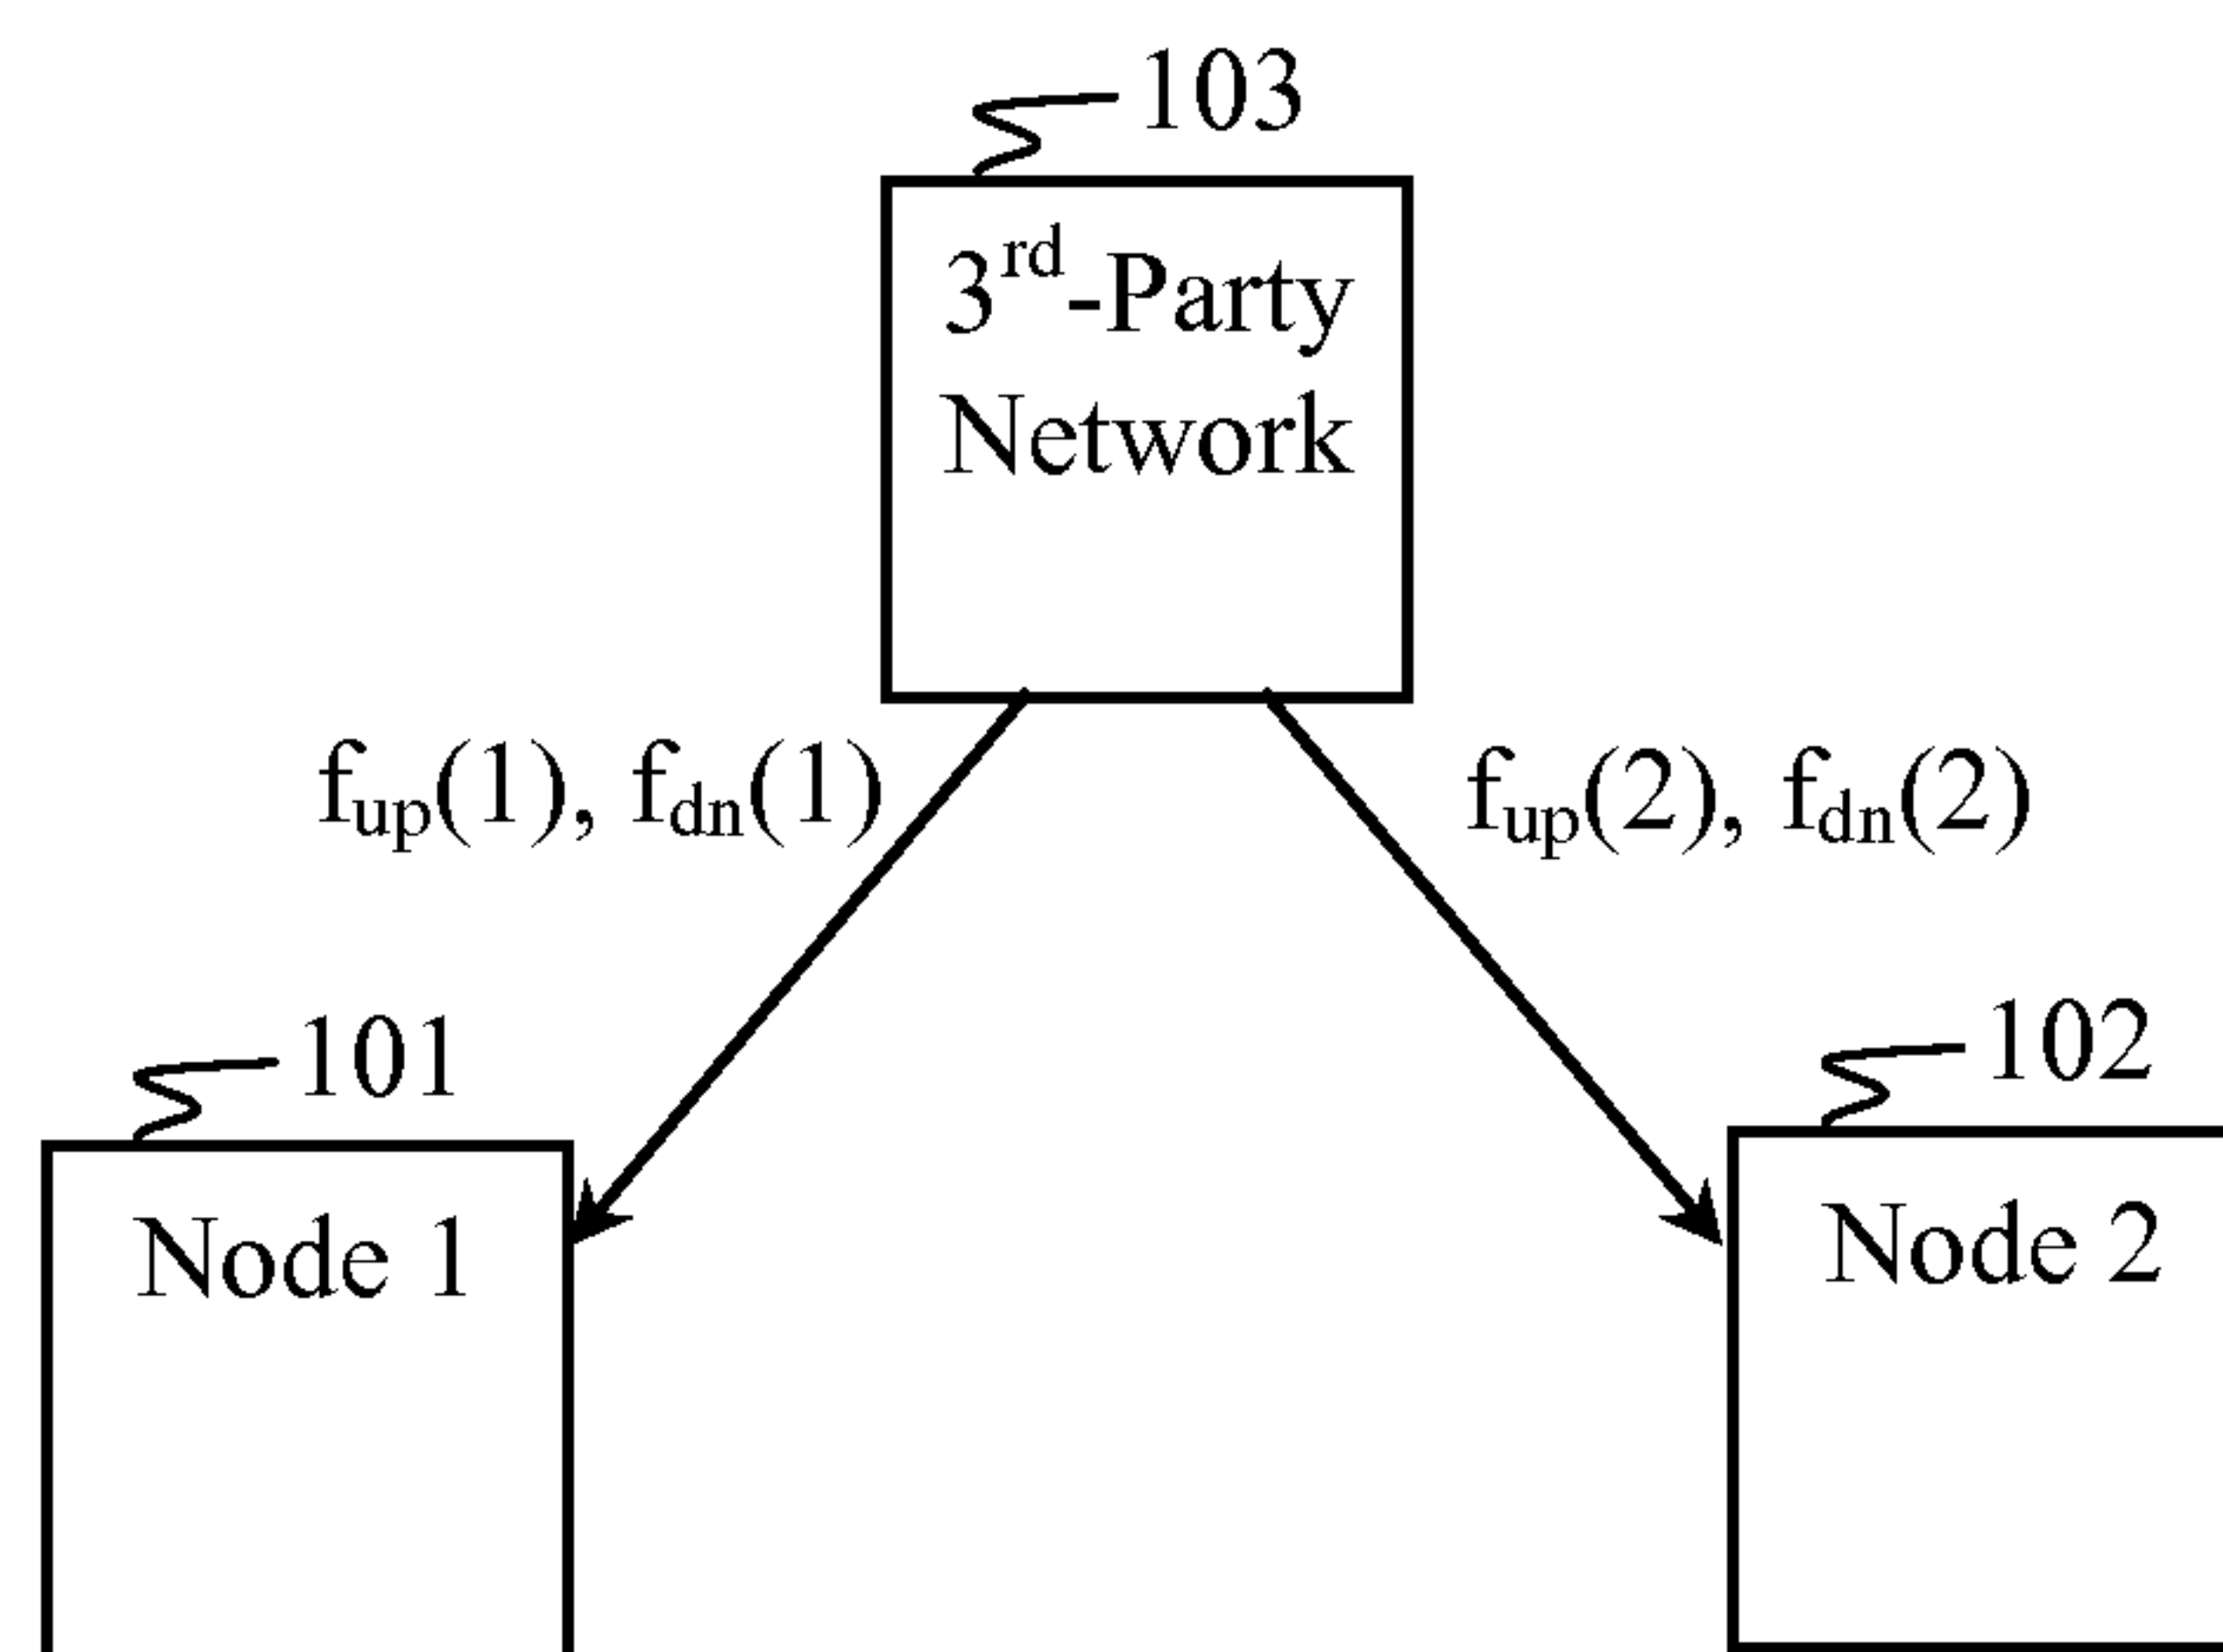 103
3rd-Party
Network
fup(1), fdn(1)
fup(2), fdn(2)
101
102
Node 1
Node 2